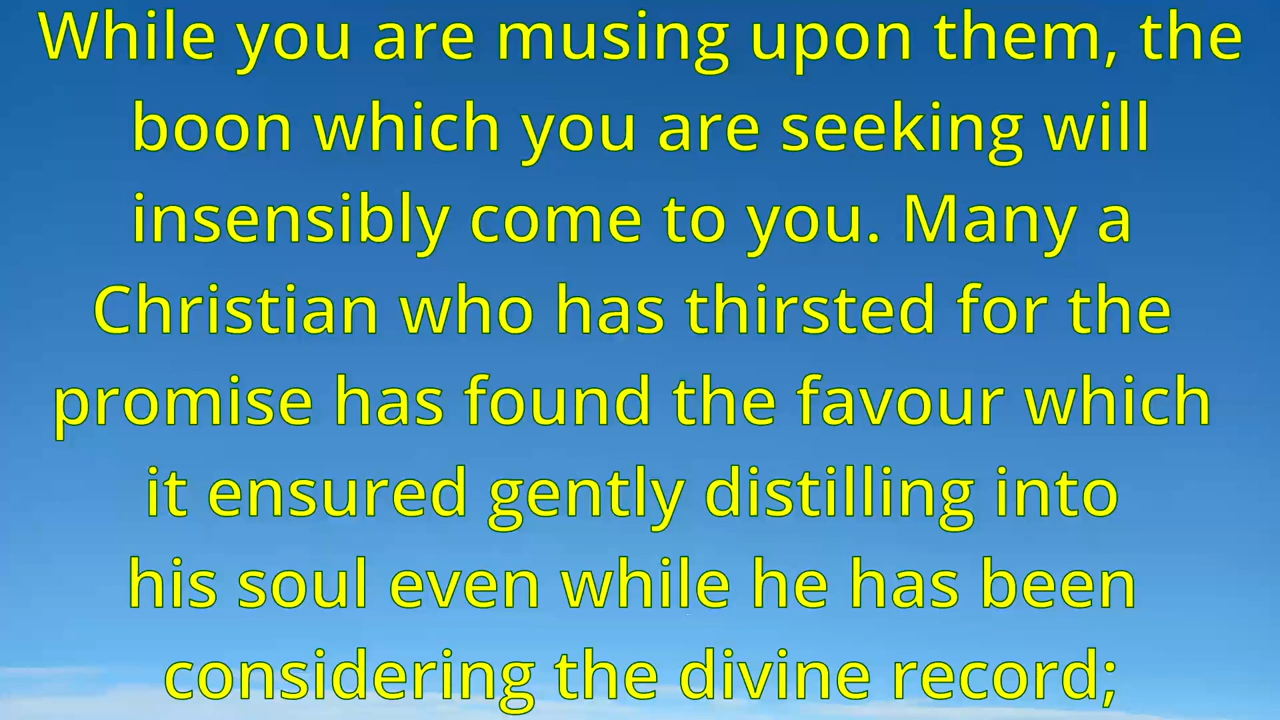 While you are musing upon them, the
boon which you are seeking will
insensibly come to you. Many a
Christian who has thirsted for the
promise has found the favour which
it ensured gently distilling into
his soul even while he has been
considering the divine record;